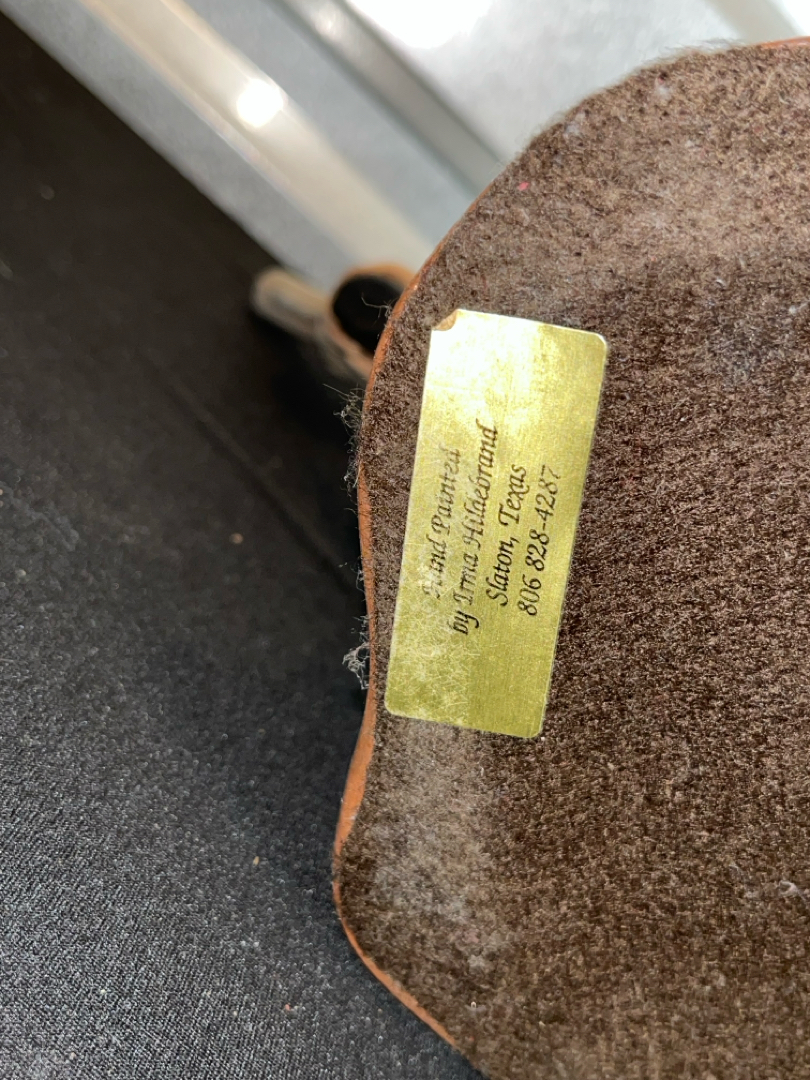 Hand Painted
by Irma Hildebrand
Slaton, Texas
806 828-4287